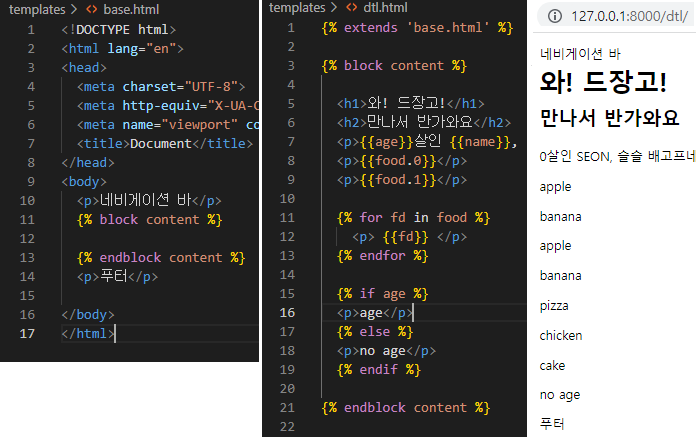 templates > base.html
1 <!DOCTYPE html>
2 <html lang="en">
3 <head>
4 <meta charset="UTF-8">
5 <meta http-equiv="X-UA-C
6 <meta name="viewport" co
7 <title>Document</title>
8 </head>
9 <body>
10 <p>네비게이션 바</p>
11 {% block content %}
12
13 {% endblock content %}
14 <p>푸터</p>
15
16 </body>
17 </html>
templates > dtl.html
1 {% extends 'base.html' %}
2
3 {% block content %}
4
5 <h1>와! 드장고!</h1>
6 <h2>만나서 반가와요</h2>
7 <p>{{age}}살인 {{name}},
8 <p>{{food.0}}</p>
9 <p>{{food.1}}</p>
10
11 {% for fd in food %}
12 <p> {{fd}} </p>
13 {% endfor %}
14
15 {% if age %}
16 <p>age</p>
17 {% else %}
18 <p>no age</p>
19 {% endif %}
20
21 {% endblock content %}
22
127.0.0.1:8000/dtl/
네비게이션 바
와! 드장고!
만나서 반가와요
0살인 SEON, 슬슬 배고프네
apple
banana
apple
banana
pizza
chicken
cake
no age
푸터